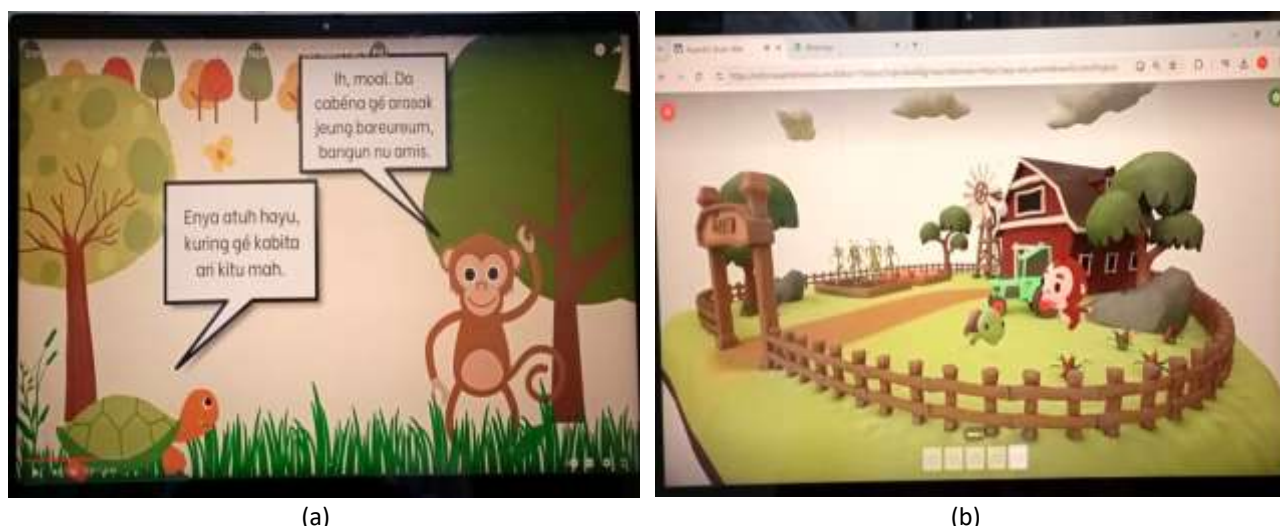 Ih, moal. Da
cabéna gé arasak
jeung bareureum,
bangun nu amis.
Enya atuh hayu,
kuring gé kabita
ari kitu mah.
(a)
(b)